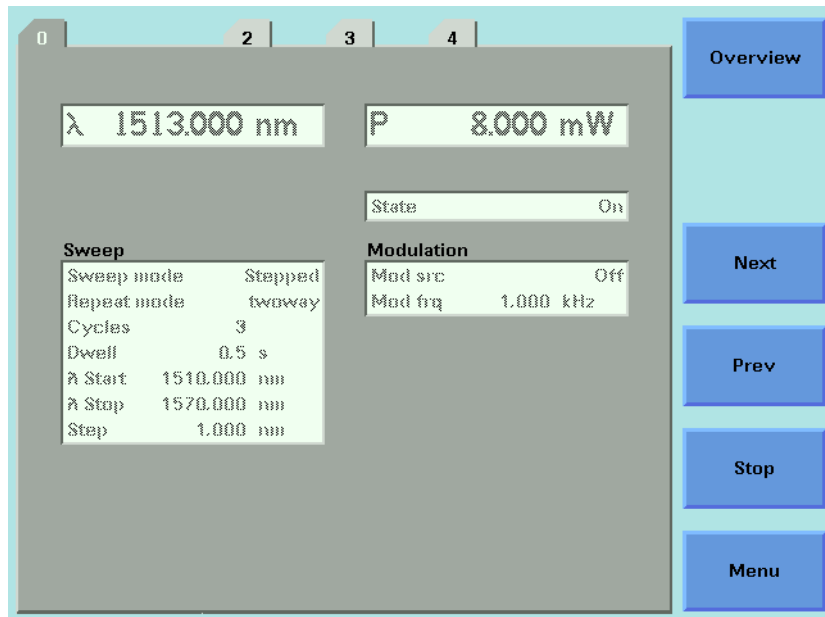 0 2 3 4
Overview
λ 1513.000 nm
P 8.000 mW
State On
Sweep
Sweep mode Stepped
Repeat mode twoway
Cycles 3
Dwell 0.5 s
λ Start 1510.000 nm
λ Stop 1570.000 nm
Step 1.000 nm
Modulation
Mod src Off
Mod frq 1.000 kHz
Next
Prev
Stop
Menu